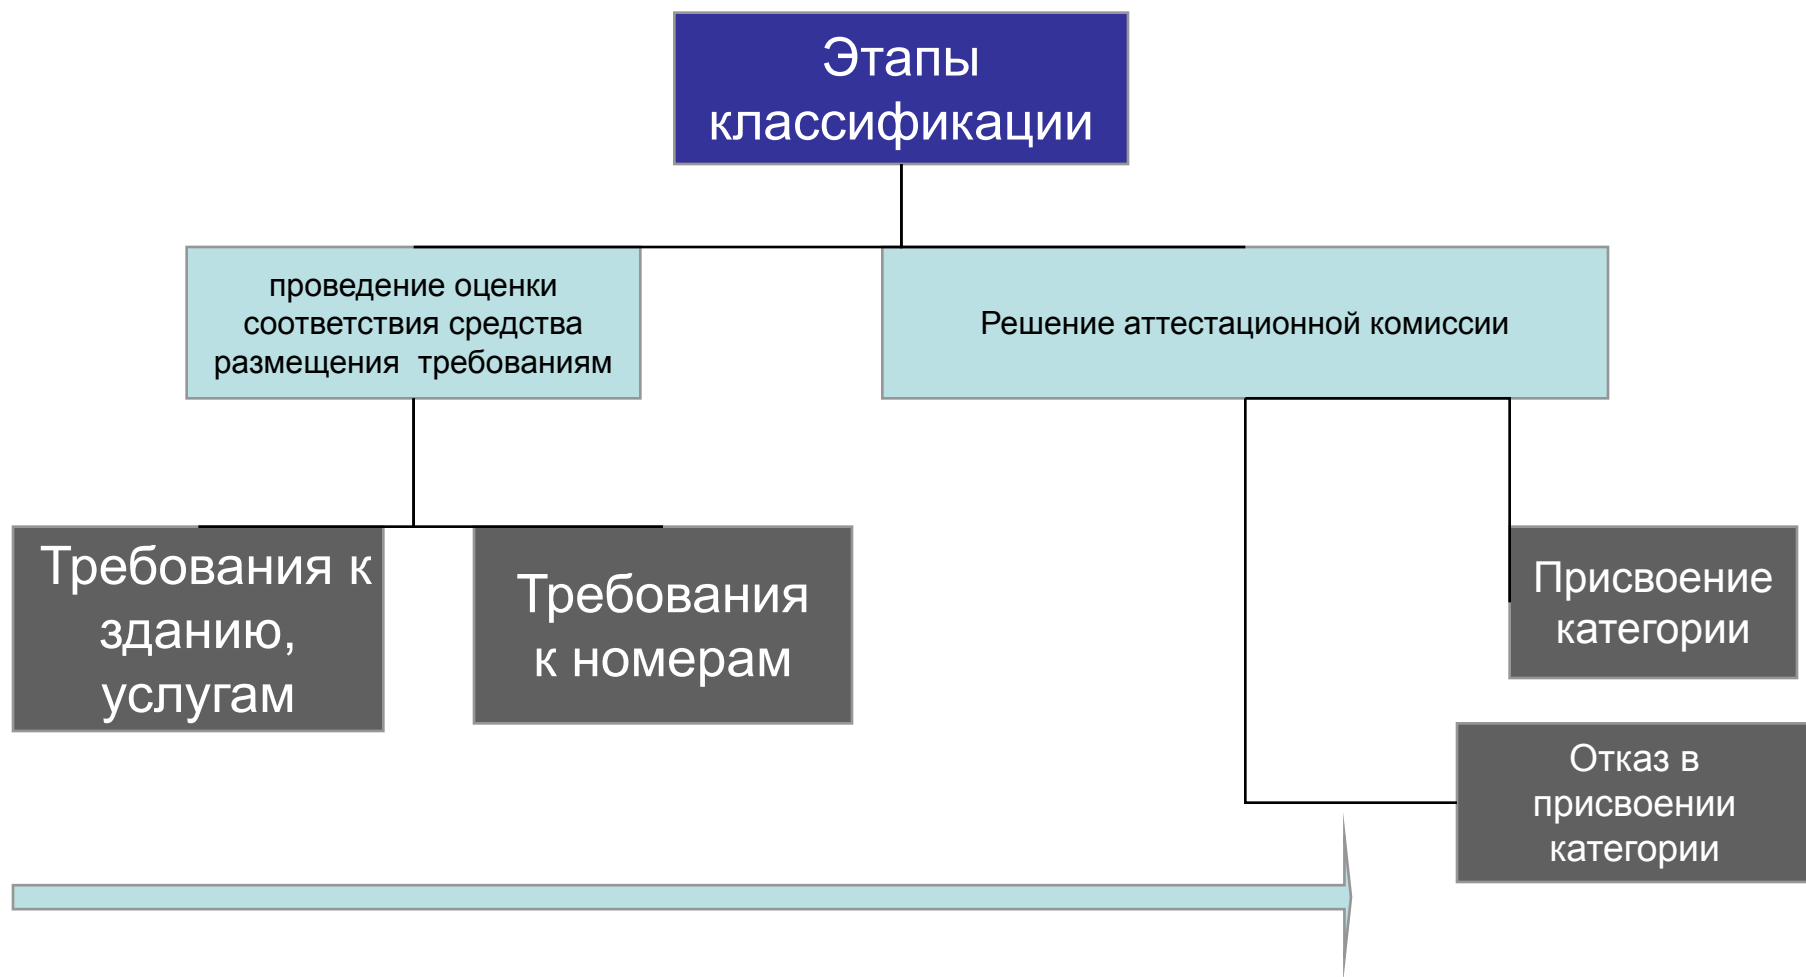 Этапы
классификации
проведение оценки
соответствия средства
размещения требованиям
Решение аттестационной комиссии
Требования к
зданию,
услугам
Требования
к номерам
Присвоение
категории
Отказ в
присвоении
категории